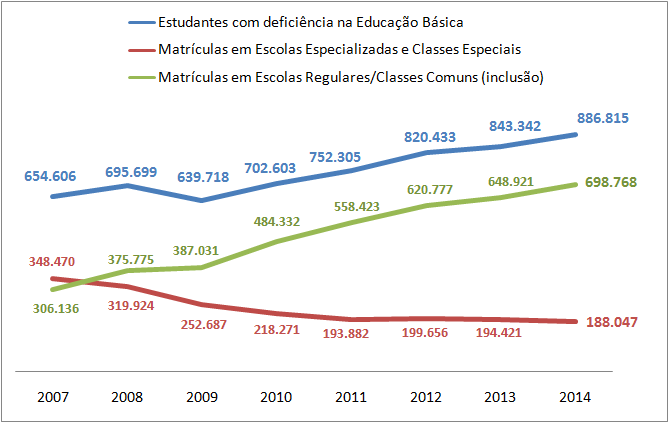 Estudantes com deficiência na Educação Básica
Matrículas em Escolas Especializadas e Classes Especiais
Matrículas em Escolas Regulares/Classes Comuns (inclusão)
654.606 695.699 639.718 702.603 752.305 820.433 843.342 886.815
306.136 375.775 387.031 484.332 558.423 620.777 648.921 698.768
348.470 319.924 252.687 218.271 193.882 199.656 194.421 188.047
2007 2008 2009 2010 2011 2012 2013 2014